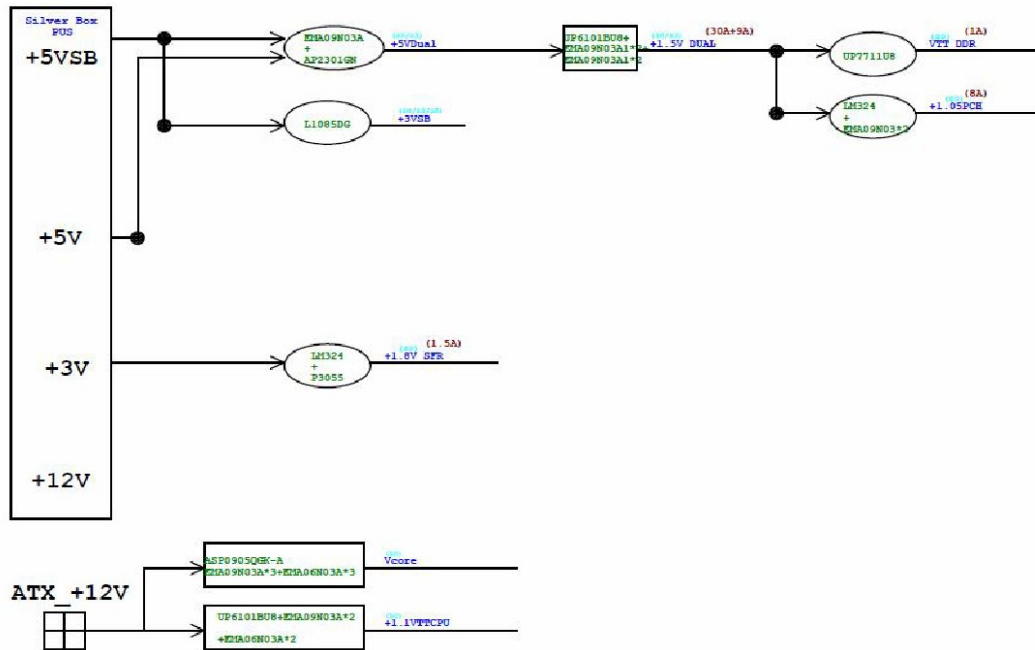 Silver Box
PUS
+5VSB
+5V
+3V
+12V
EMA09N03A
+
AP2301GN
+5VDual
UP6101BU8+
EMA09N03A1*2+
EMA09N03A1*2
(30A+9A)
+1.5V DUAL
UP7711U8
(1A)
VTT DDR
L1085DG
+3VSB
LM324
+
EMA09N03*2
(8A)
+1.05PCH
LM324
+
P3055
(1.5A)
+1.8V SFR
ATX_+12V
ASP0905QGK-A
EMA09N03A*3+EMA06N03A*3
Vcore
UP6101BU8+EMA09N03A*2
+EMA06N03A*2
+1.1VTTCPU